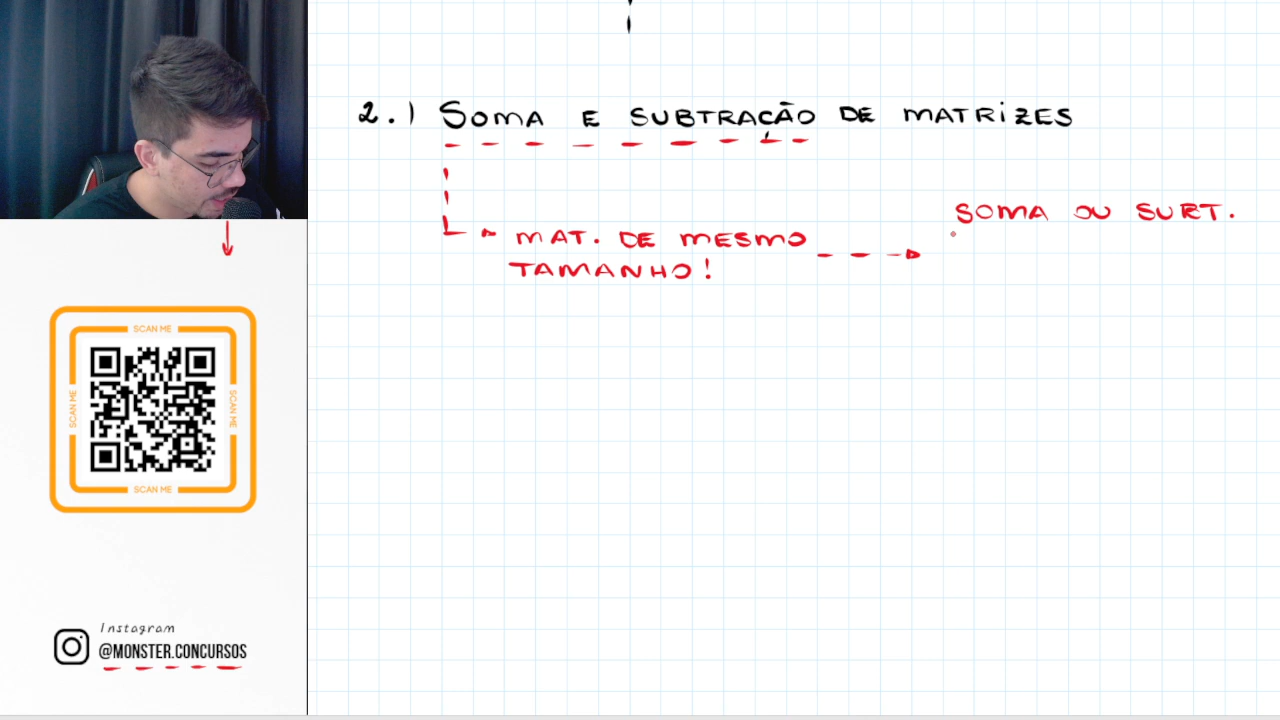 2.) SOMA E SUBTRAÇÃO DE MATRIZES
SOMA OU SURT.
MAT. DE MESMO
TAMANHO!
SCAN ME
SCAN ME
SCAN ME
SCAN ME
Instagram
@MONSTER.CONCURSOS